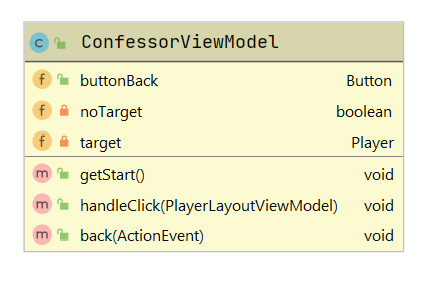 c ConfessorViewModel
f buttonBack Button
f noTarget boolean
f target Player
m getStart() void
m handleClick(PlayerLayoutViewModel) void
m back(ActionEvent) void